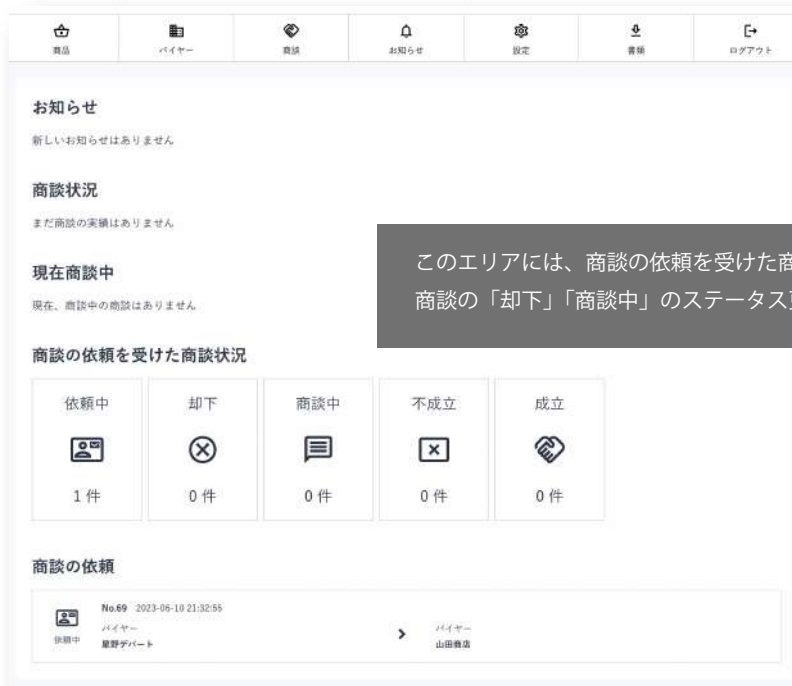 商品
バイヤー
商談
お知らせ
設定
書類
ログアウト
お知らせ
新しいお知らせはありません
商談状況
まだ商談の実績はありません
このエリアには、商談の依頼を受けた商
商談の「却下」「商談中」のステータス
現在商談中
現在、商談中の商談はありません
商談の依頼を受けた商談状況
依頼中
却下
商談中
不成立
成立
1 件
0 件
0 件
0 件
0 件
商談の依頼
No.69 2023-06-10 21:32:55
バイヤー
星野デパート
依頼中
バイヤー
山田商店